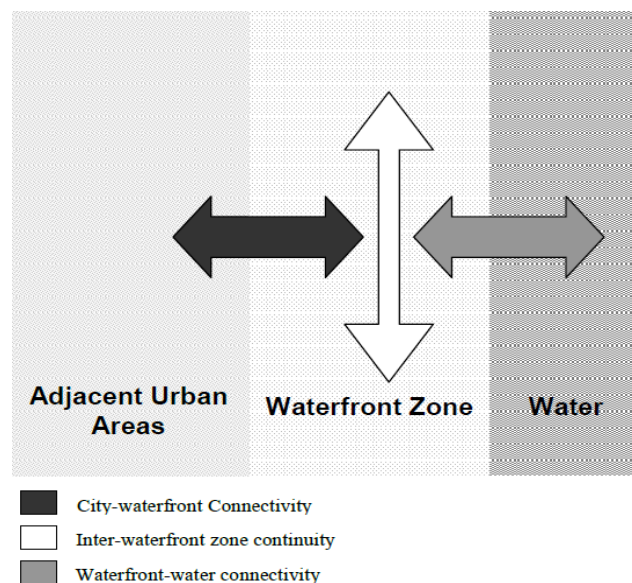 Adjacent Urban
Areas
Waterfront Zone
Water
City-waterfront Connectivity
Inter-waterfront zone continuity
Waterfront-water connectivity